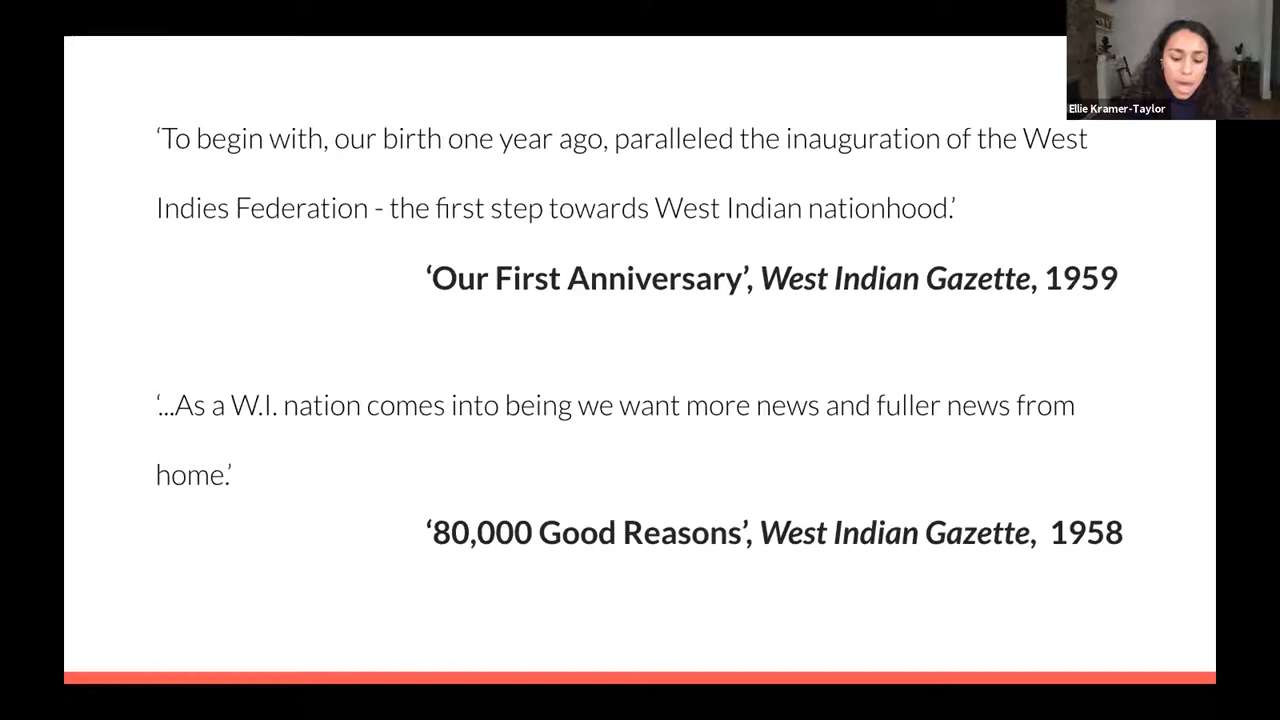 Ellie Kramer-Taylor
‘To begin with, our birth one year ago, paralleled the inauguration of the West
Indies Federation - the first step towards West Indian nationhood.’
‘Our First Anniversary’, West Indian Gazette, 1959
‘...As a W.I. nation comes into being we want more news and fuller news from
home.’
‘80,000 Good Reasons’, West Indian Gazette, 1958